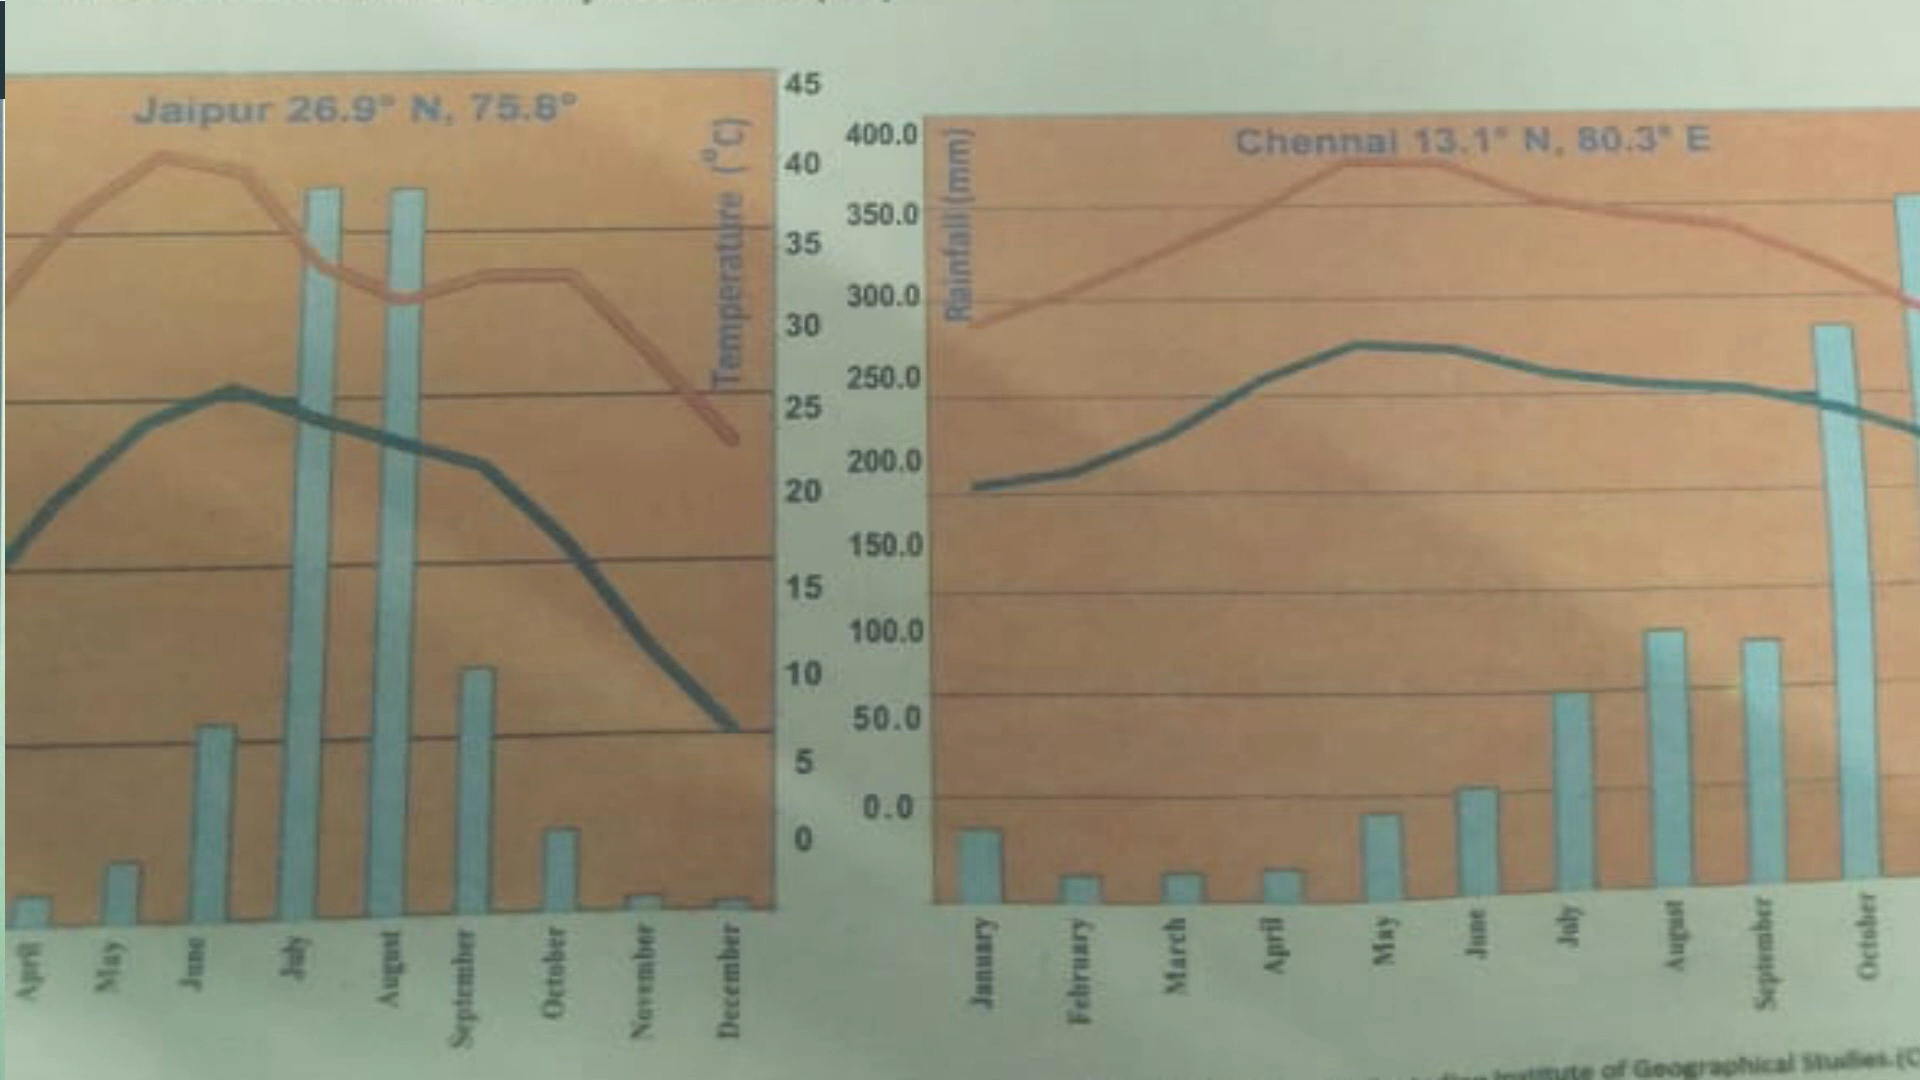 Jaipur 26.9° N, 75.8°
Temperature (°C)
45
40
35
30
25
20
15
10
5
0
April
May
June
July
August
September
October
November
December
Chennai 13.1° N, 80.3° E
Rainfall (mm)
400.0
350.0
300.0
250.0
200.0
150.0
100.0
50.0
0.0
January
February
March
April
May
June
July
August
September
October
Institute of Geographical Studies.